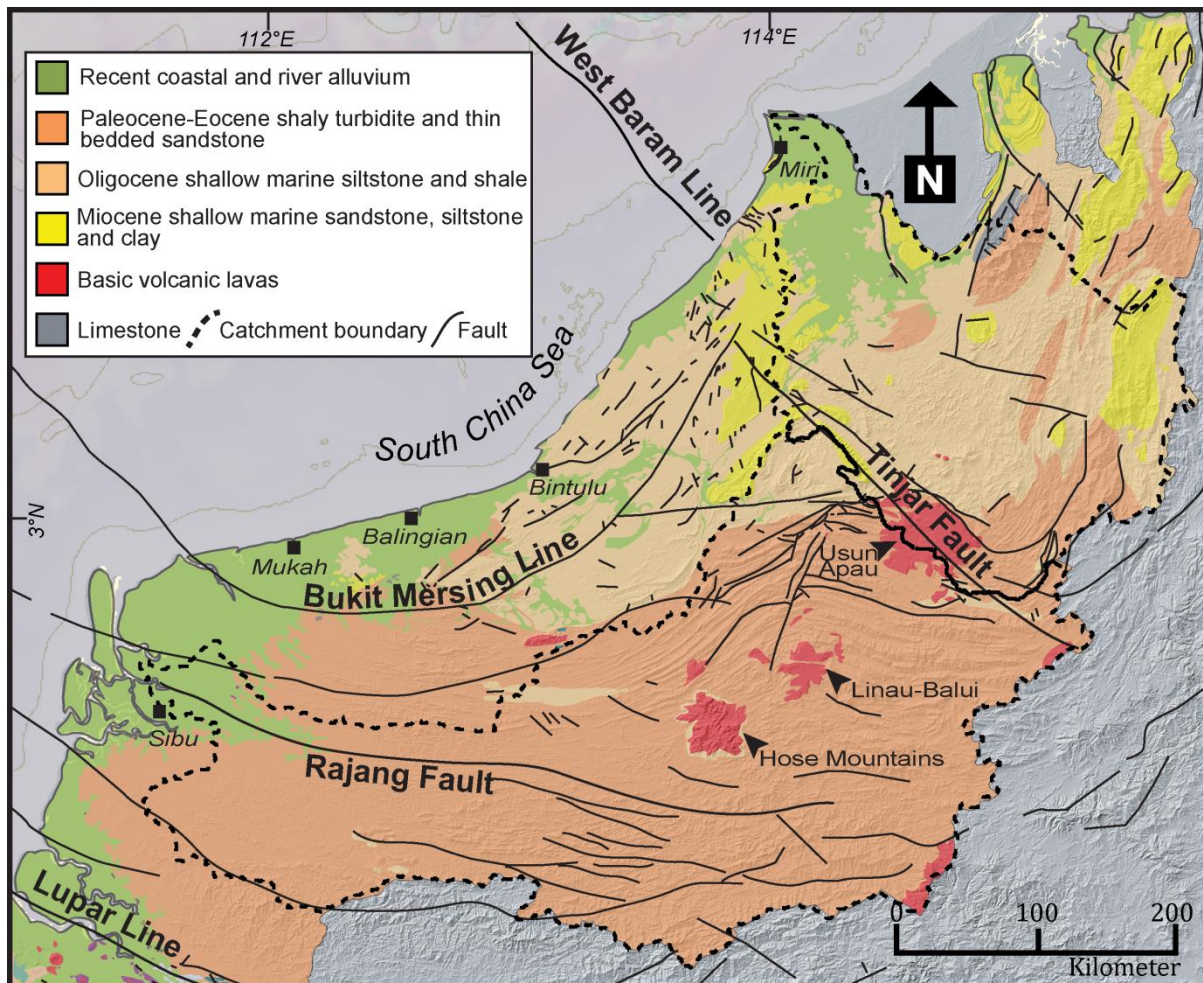 112°E
114°E
Recent coastal and river alluvium
Paleocene-Eocene shaly turbidite and thin
bedded sandstone
Oligocene shallow marine siltstone and shale
Miocene shallow marine sandstone, siltstone
and clay
Basic volcanic lavas
Limestone
Catchment boundary
Fault
West Baram Line
Miri
N
South China Sea
Bintulu
Tinjar Fault
3°N
Balingian
Mukah
Usun
Apau
Bukit Mersing Line
Linau-Balui
Sibu
Hose Mountains
Rajang Fault
Lupar Line
0 100 200
Kilometer